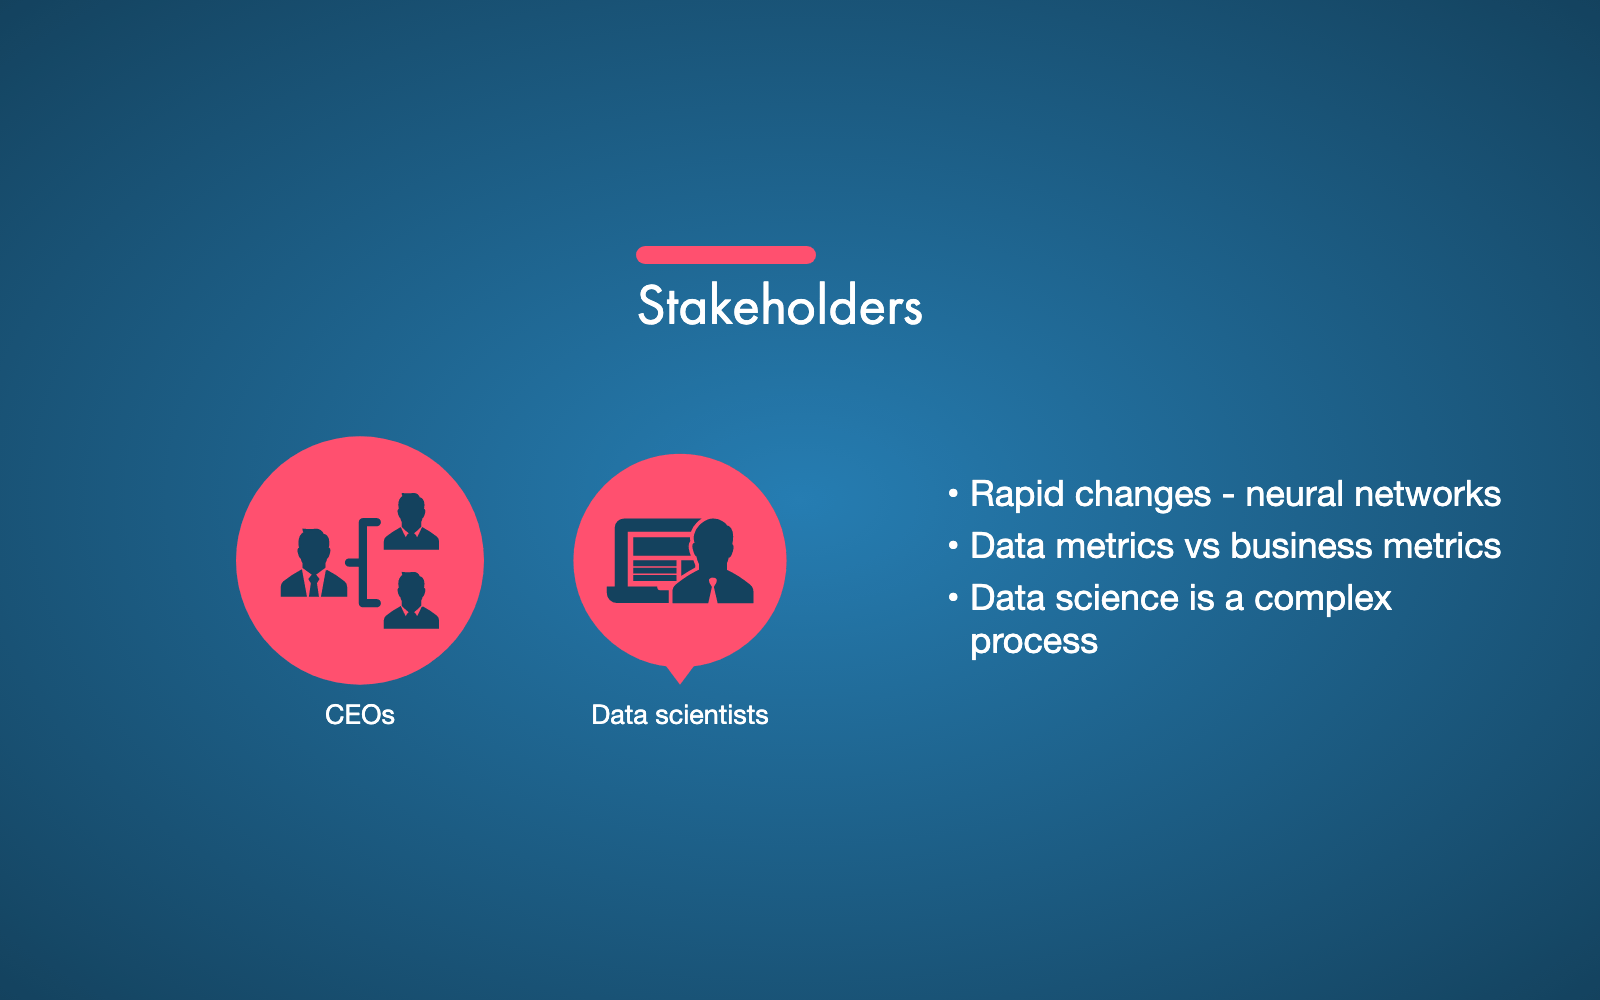 Stakeholders
CEOs
Data scientists
• Rapid changes - neural networks
• Data metrics vs business metrics
• Data science is a complex
process